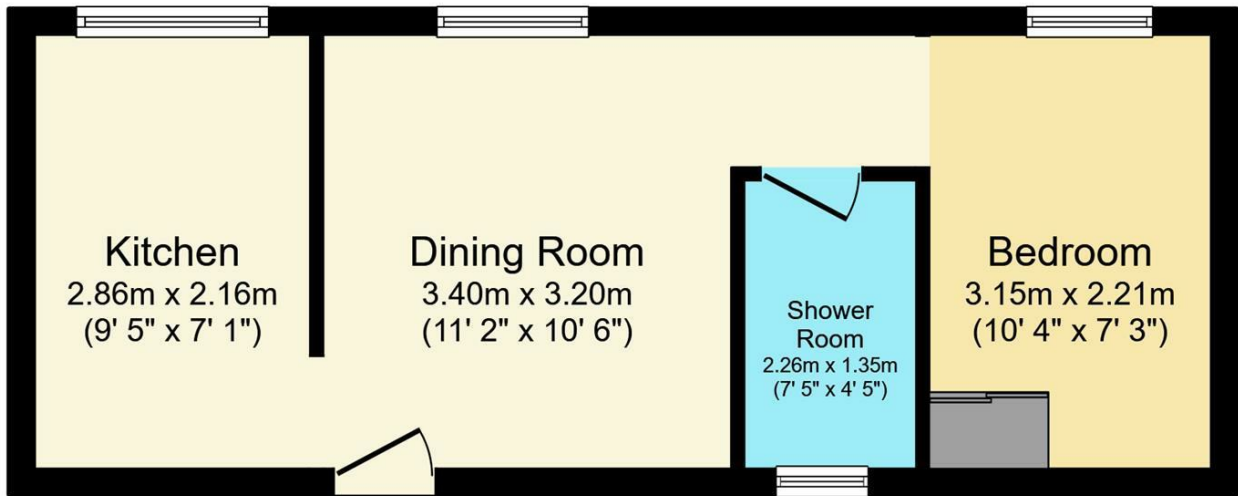 Kitchen
2.86m x 2.16m
(9' 5" x 7' 1")
Dining Room
3.40m x 3.20m
(11' 2" x 10' 6")
Shower
Room
2.26m x 1.35m
(7' 5" x 4' 5")
Bedroom
3.15m x 2.21m
(10' 4" x 7' 3")